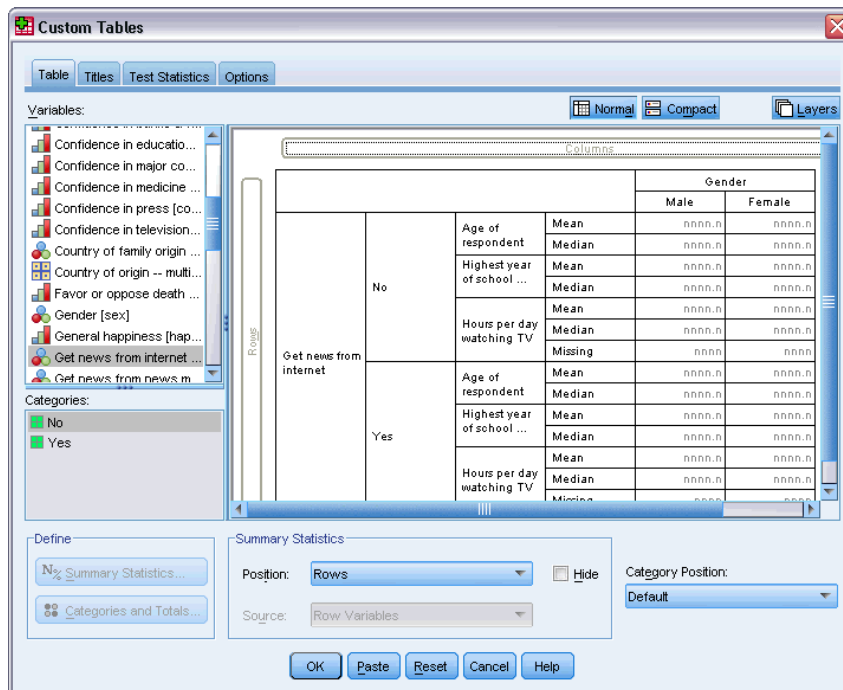 Custom Tables
Table Titles Test Statistics Options
Variables:
Normal Compact Layers
Confidence in educatio...
Confidence in major co...
Confidence in medicine ...
Confidence in press [co...
Confidence in television...
Country of family origin ...
Country of origin -- multi...
Favor or oppose death ...
Gender [sex]
General happiness [hap...
Get news from internet ...
Get news from news m...
Categories:
No
Yes
Columns
Rows
Gender
Male Female
Get news from
internet
No
Age of
respondent
Mean nnnn.n nnnn.n
Median nnnn.n nnnn.n
Highest year
of school ...
Mean nnnn.n nnnn.n
Median nnnn.n nnnn.n
Hours per day
watching TV
Mean nnnn.n nnnn.n
Median nnnn.n nnnn.n
Missing nnnn nnnn
Yes
Age of
respondent
Mean nnnn.n nnnn.n
Median nnnn.n nnnn.n
Highest year
of school ...
Mean nnnn.n nnnn.n
Median nnnn.n nnnn.n
Hours per day
watching TV
Mean nnnn.n nnnn.n
Median nnnn.n nnnn.n
Missing nnnn nnnn
Define
N% Summary Statistics...
Categories and Totals...
Summary Statistics
Position: Rows Hide
Source: Row Variables
Category Position:
Default
OK Paste Reset Cancel Help